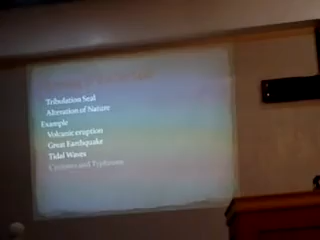 Tribulation Seal
Alteration of Nature
Example
Volcanic eruption
Great Earthquake
Tidal Waves
Cyclones and Typhoons